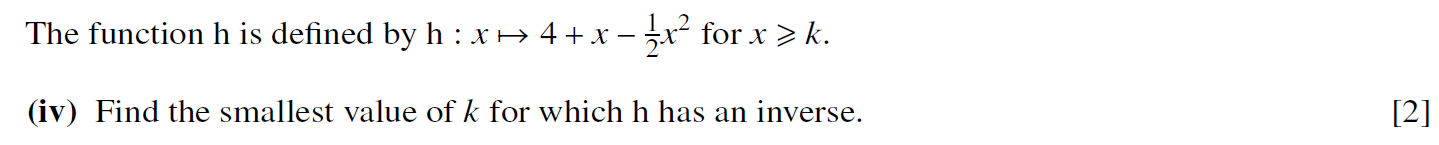 The function h is defined by h : x ↦ 4 + x − ½x² for x ⩾ k.
(iv) Find the smallest value of k for which h has an inverse. [2]